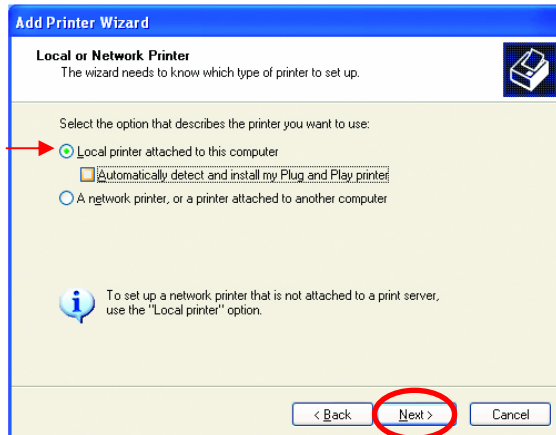 Add Printer Wizard
Local or Network Printer
The wizard needs to know which type of printer to set up.
Select the option that describes the printer you want to use:
Local printer attached to this computer
Automatically detect and install my Plug and Play printer
A network printer, or a printer attached to another computer
To set up a network printer that is not attached to a print server,
use the "Local printer" option.
< Back Next > Cancel